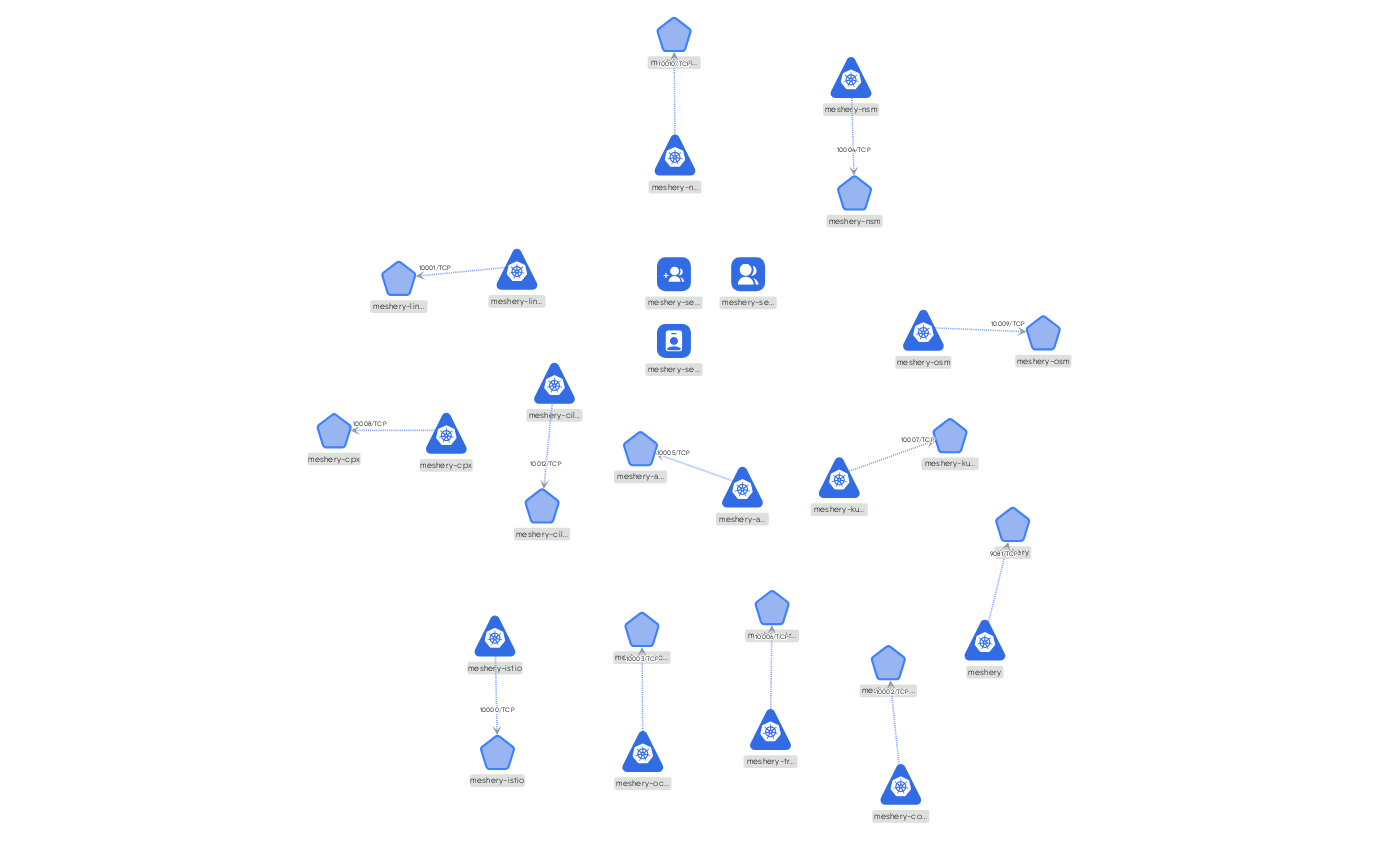 10010/TCP
meshery-nsm
10004/TCP
meshery-n...
meshery-nsm
10001/TCP
meshery-lin...
meshery-lin...
meshery-se...
meshery-se...
10009/TCP
meshery-osm
meshery-osm
meshery-se...
meshery-cil...
10008/TCP
meshery-cpx
meshery-cpx
10012/TCP
meshery-cil...
10005/TCP
meshery-a...
meshery-a...
10007/TCP
meshery-ku...
meshery-ku...
9081/TCP
meshery
meshery-istio
10000/TCP
meshery-istio
10003/TCP
meshery-oc...
10006/TCP
meshery-tr...
10002/TCP
meshery-co...